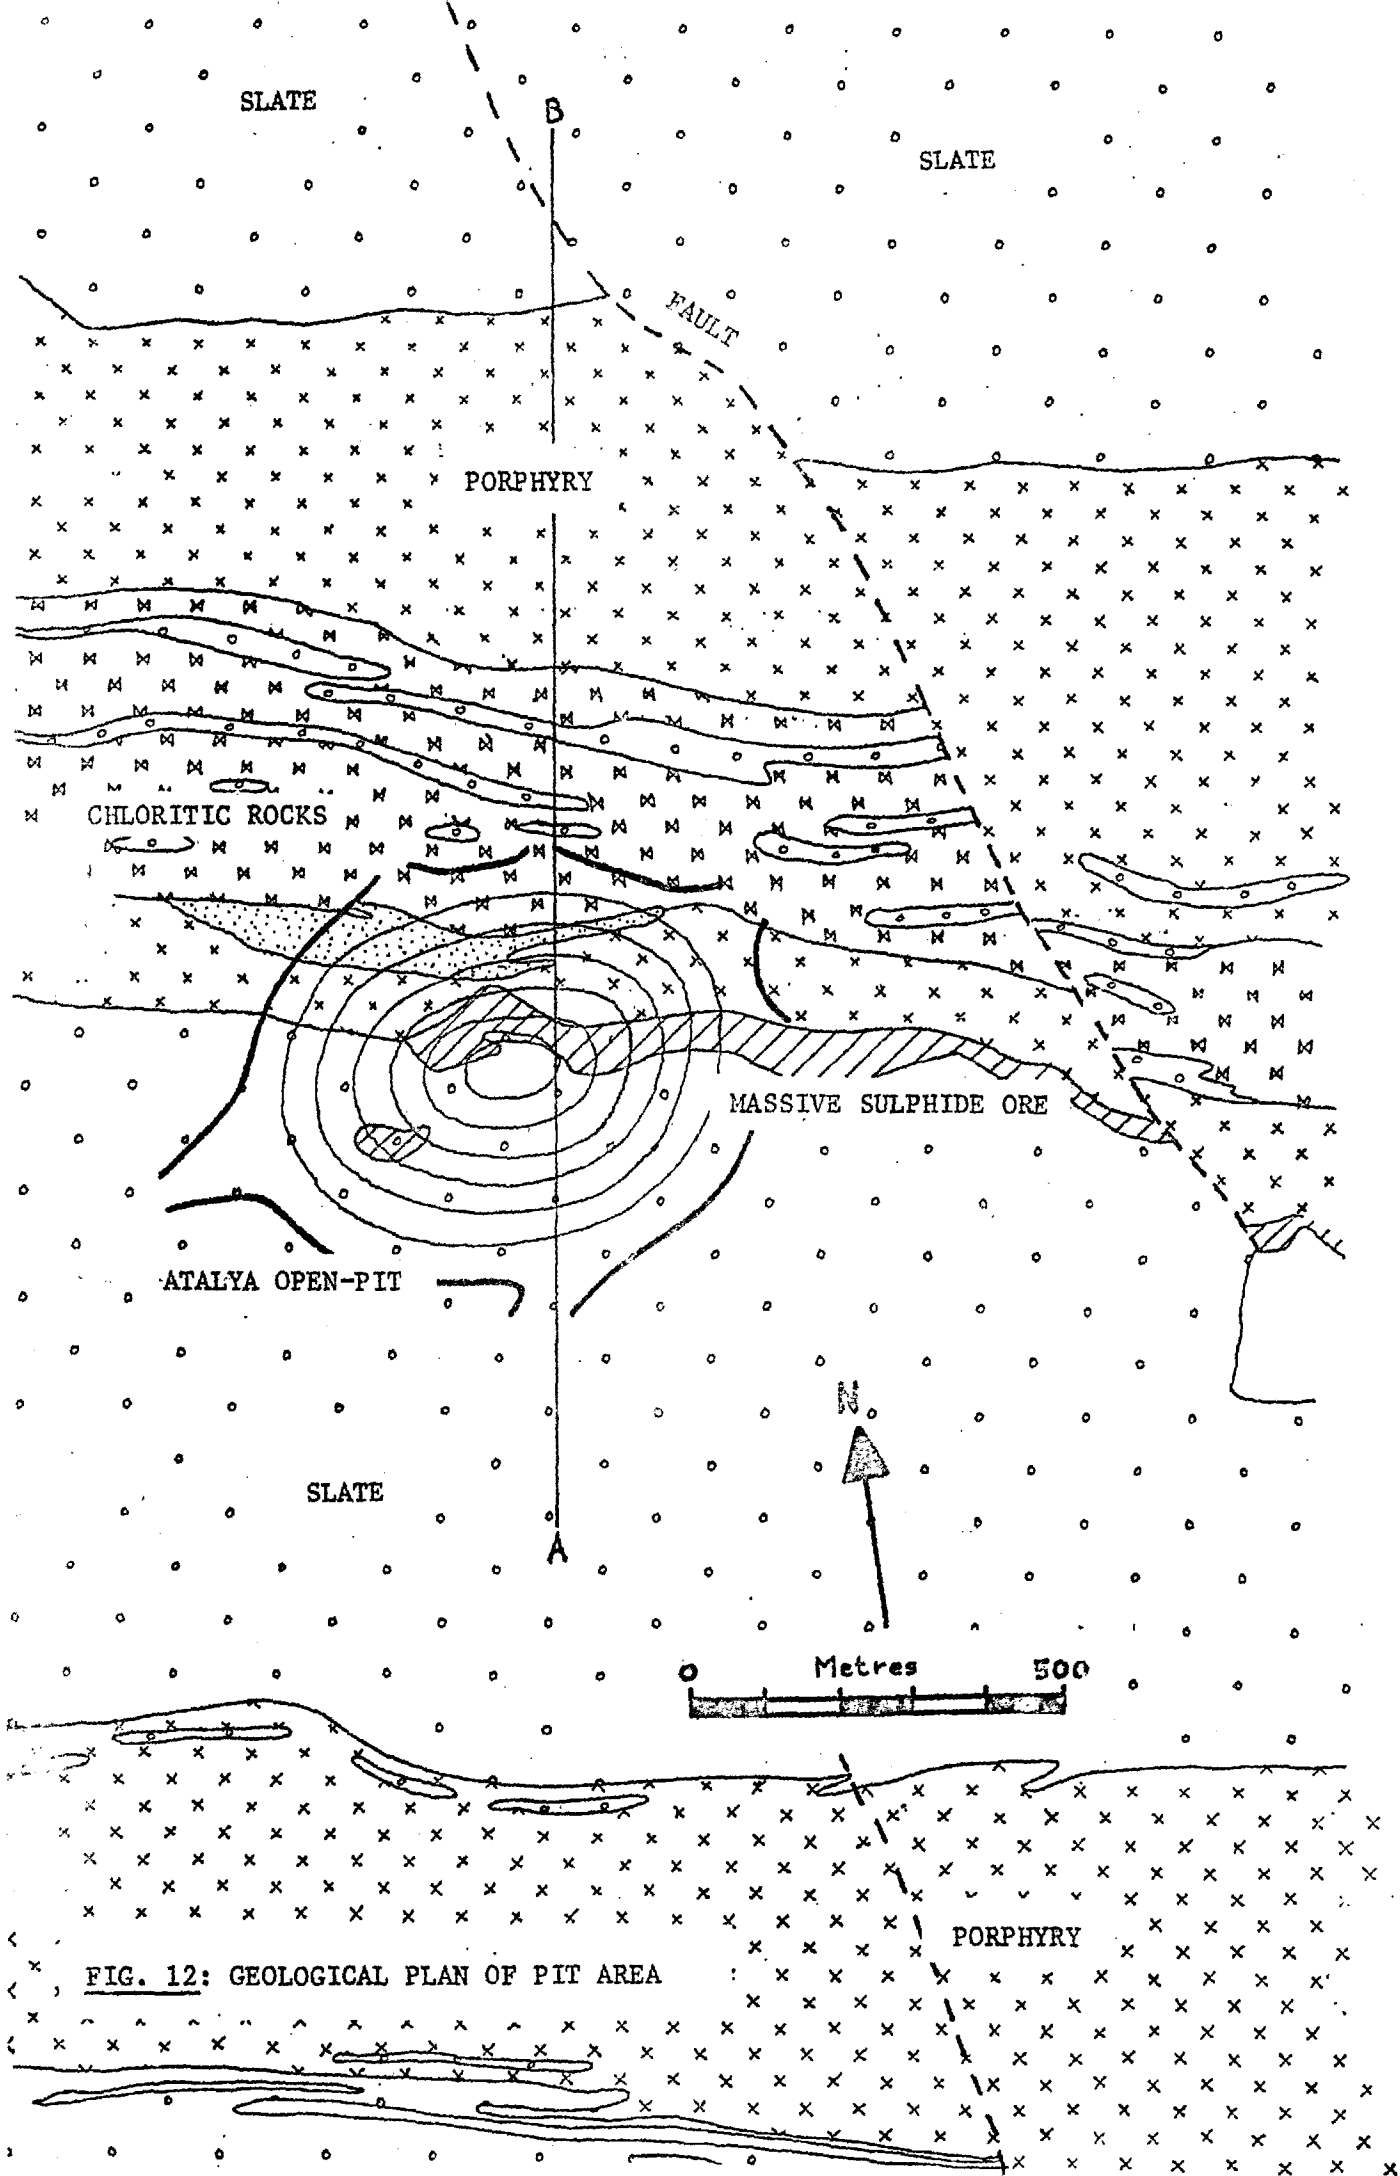 B
SLATE
SLATE
FAULT
PORPHYRY
CHLORITIC ROCKS
MASSIVE SULPHIDE ORE
ATALYA OPEN-PIT
N
SLATE
A
0 Metres 500
PORPHYRY
FIG. 12: GEOLOGICAL PLAN OF PIT AREA